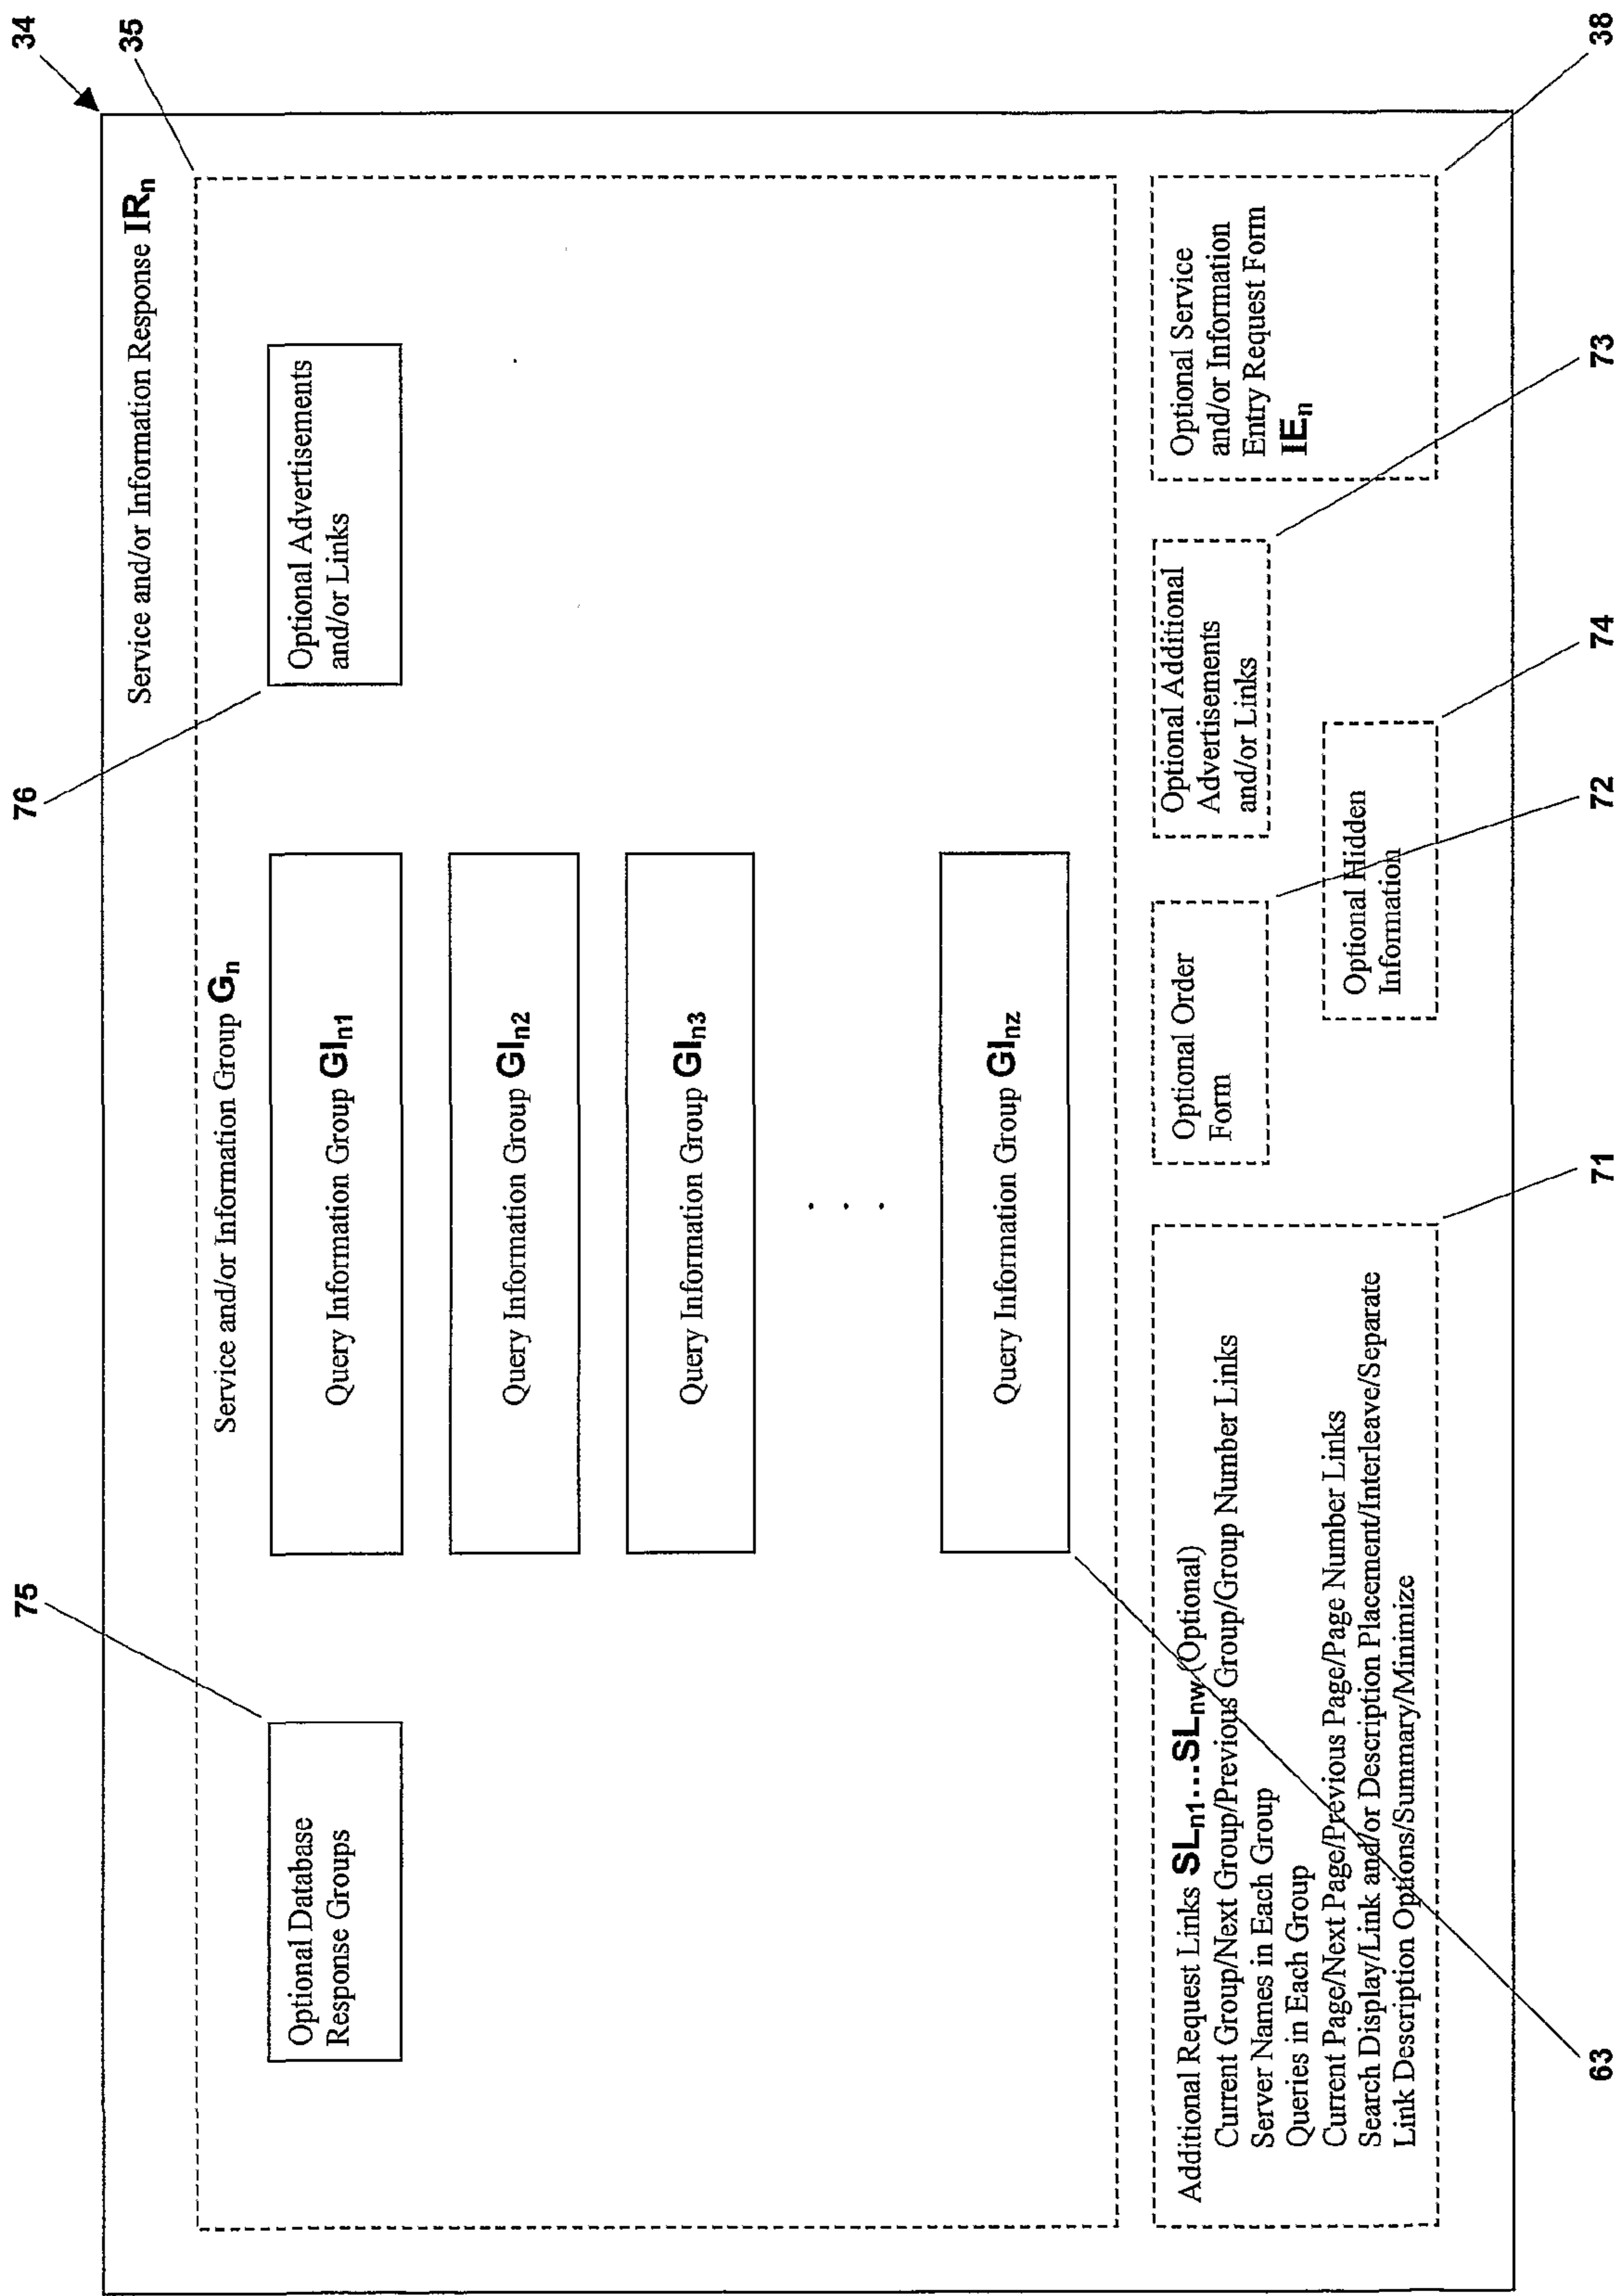 34
35
Service and/or Information Response IRn
Service and/or Information Group Gn
75
76
Optional Database
Response Groups
Query Information Group GIn1
Optional Advertisements
and/or Links
Query Information Group GIn2
Query Information Group GIn3
. . .
Query Information Group GInz
Additional Request Links SLn1...SLnw (Optional)
Current Group/Next Group/Previous Group/Group Number Links
Server Names in Each Group
Queries in Each Group
Current Page/Next Page/Previous Page/Page Number Links
Search Display/Link and/or Description Placement/Interleave/Separate
Link Description Options/Summary/Minimize
Optional Order
Form
Optional Additional
Advertisements
and/or Links
Optional Hidden
Information
Optional Service
and/or Information
Entry Request Form
IEn
63
71
72
74
73
38